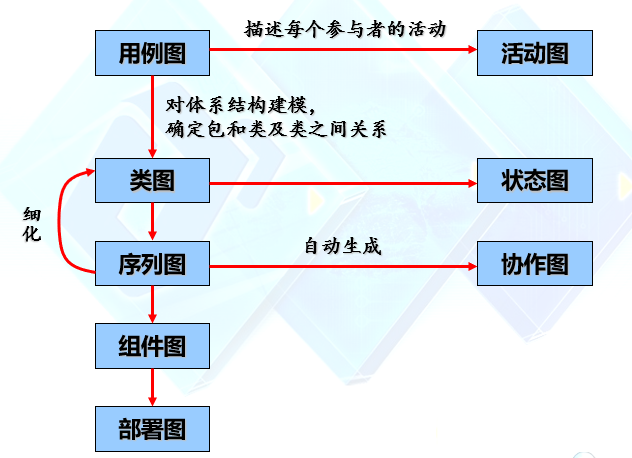 描述每个参与者的活动
用例图
活动图
对体系结构建模，
确定包和类及类之间关系
类图
状态图
细
化
自动生成
序列图
协作图
组件图
部署图